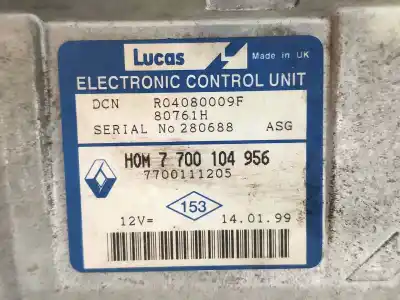 Lucas Made in UK
ELECTRONIC CONTROL UNIT
DCN R04080009F
80761H
SERIAL No 280688 ASG
HOM 7 700 104 956
7700111205
153
12V= 14.01.99